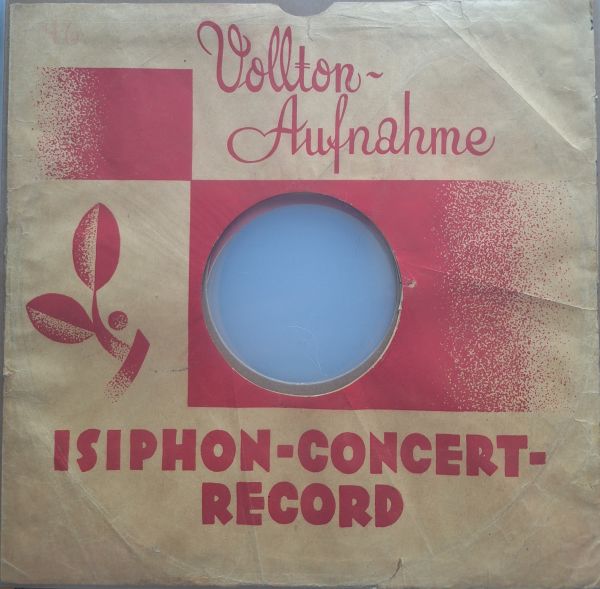 Vollton-
Aufnahme
ISIPHON-CONCERT-
RECORD